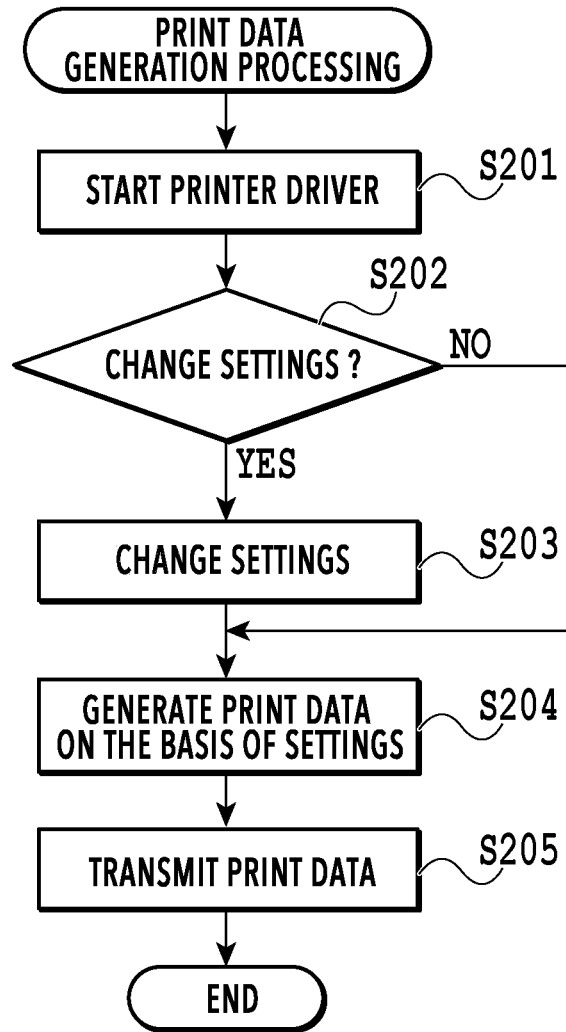 PRINT DATA
GENERATION PROCESSING
START PRINTER DRIVER
S201
S202
CHANGE SETTINGS ?
NO
YES
CHANGE SETTINGS
S203
GENERATE PRINT DATA
ON THE BASIS OF SETTINGS
S204
TRANSMIT PRINT DATA
S205
END